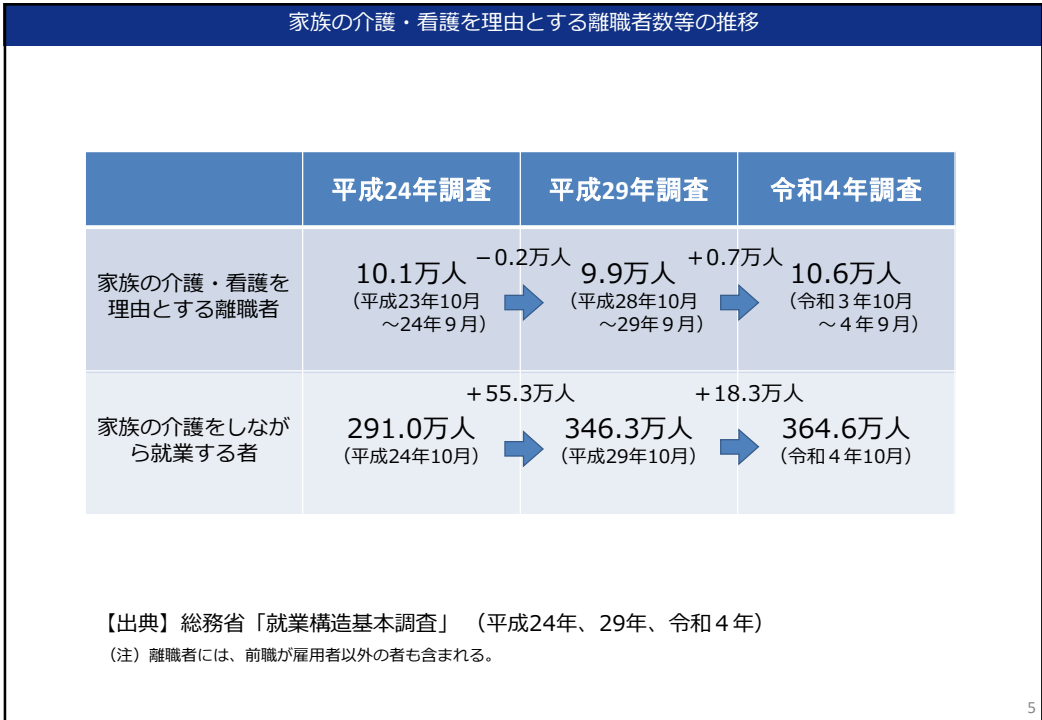 家族の介護・看護を理由とする離職者数等の推移
平成24年調査 平成29年調査 令和4年調査
家族の介護・看護を
理由とする離職者
10.1万人
(平成23年10月
~24年9月)
-0.2万人
9.9万人
(平成28年10月
~29年9月)
+0.7万人
10.6万人
(令和3年10月
~4年9月)
家族の介護をしなが
ら就業する者
291.0万人
(平成24年10月)
+55.3万人
346.3万人
(平成29年10月)
+18.3万人
364.6万人
(令和4年10月)
【出典】総務省「就業構造基本調査」 (平成24年、29年、令和4年)
(注)離職者には、前職が雇用者以外の者も含まれる。
5